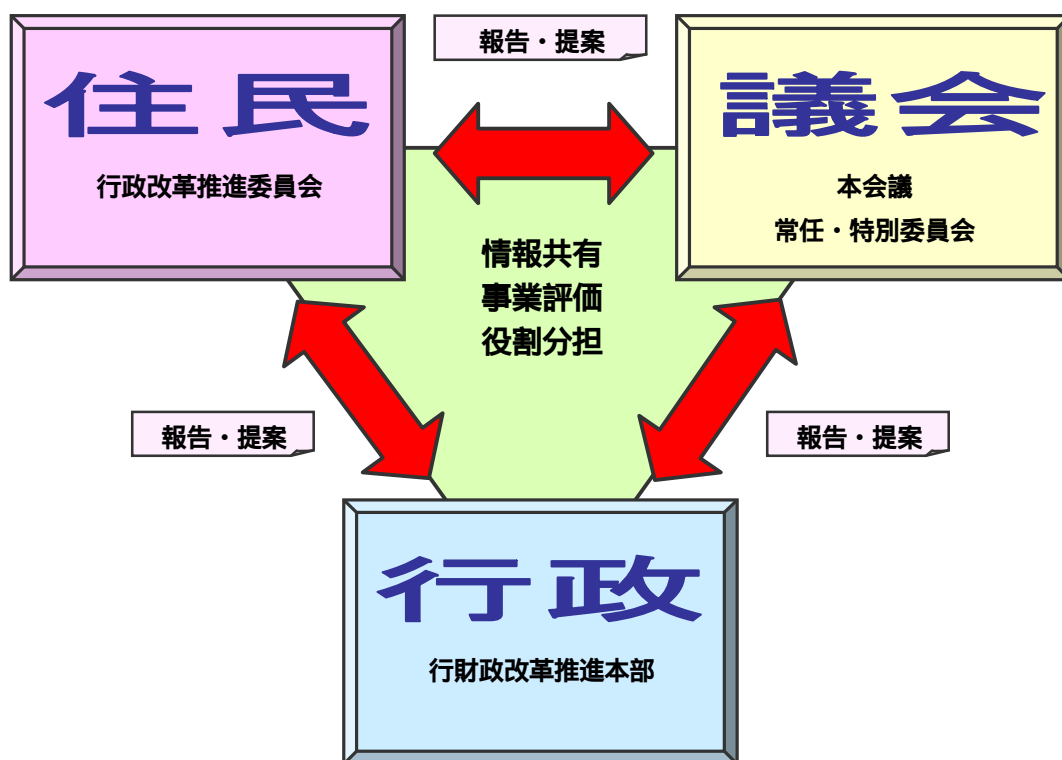 報告・提案
住民
行政改革推進委員会
議会
本会議
常任・特別委員会
情報共有
事業評価
役割分担
報告・提案
報告・提案
行政
行財政改革推進本部